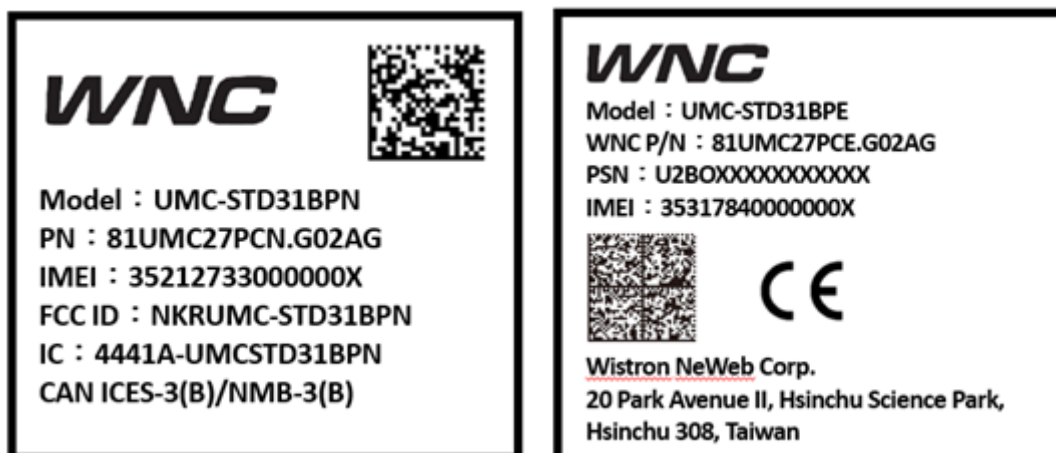 WNC
Model：UMC-STD31BPN
PN：81UMC27PCN.G02AG
IMEI：35212733000000X
FCC ID：NKRUMC-STD31BPN
IC：4441A-UMCSTD31BPN
CAN ICES-3(B)/NMB-3(B)
WNC
Model：UMC-STD31BPE
WNC P/N：81UMC27PCE.G02AG
PSN：U2BOXXXXXXXXXXX
IMEI：35317840000000X
CE
Wistron NeWeb Corp.
20 Park Avenue II, Hsinchu Science Park,
Hsinchu 308, Taiwan